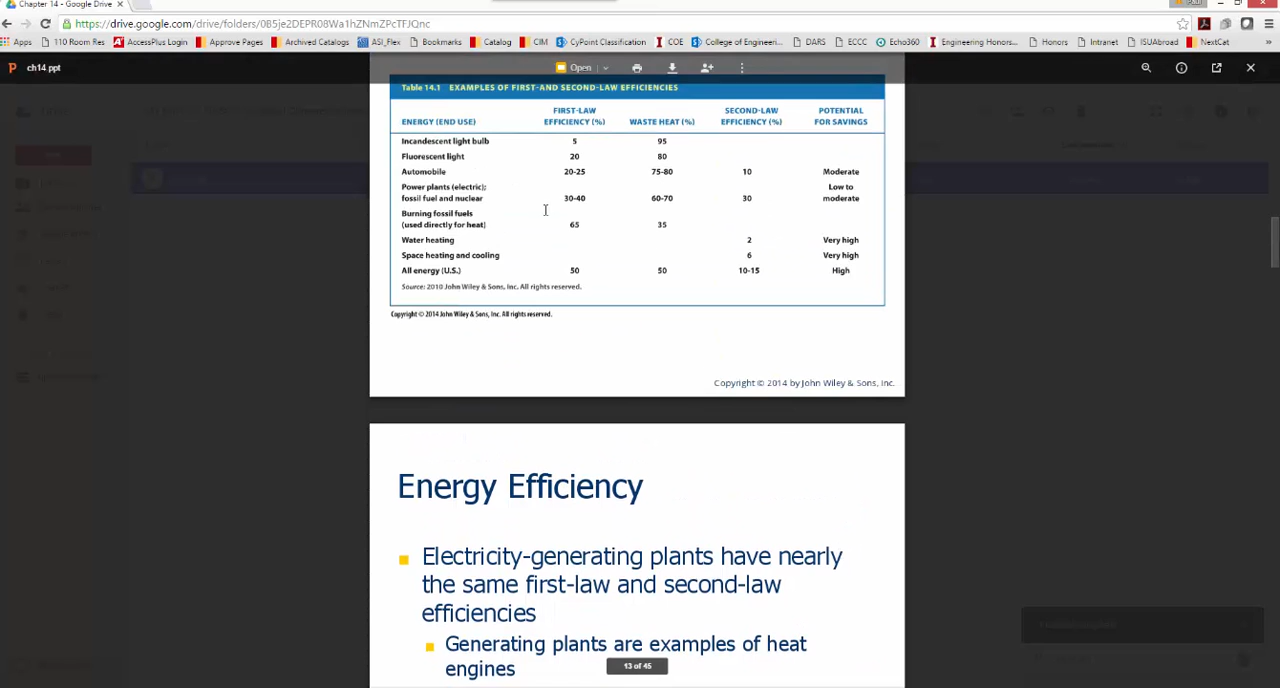 Chapter 14 - Google Drive
https://drive.google.com/drive/folders/0B5je2DEPR08Wa1hZNmZPcTFJQnc
Apps 110 Room Res AccessPlus Login Approve Pages Archived Catalogs ASI_Flex Bookmarks Catalog CIM CyPoint Classification COE College of Engineeri... DARS ECCC Echo360 Engineering Honors... Honors Intranet ISUAbroad NextCat »
P ch14.ppt Open
Table 14.1 EXAMPLES OF FIRST-AND SECOND-LAW EFFICIENCIES
FIRST-LAW SECOND-LAW POTENTIAL
ENERGY (END USE) EFFICIENCY (%) WASTE HEAT (%) EFFICIENCY (%) FOR SAVINGS
Incandescent light bulb 5 95
Fluorescent light 20 80
Automobile 20-25 75-80 10 Moderate
Power plants (electric); Low to
fossil fuel and nuclear 30-40 60-70 30 moderate
Burning fossil fuels
(used directly for heat) 65 35
Water heating 2 Very high
Space heating and cooling 6 Very high
All energy (U.S.) 50 50 10-15 High
Source: 2010 John Wiley & Sons, Inc. All rights reserved.
Copyright © 2014 John Wiley & Sons, Inc. All rights reserved.
Copyright © 2014 by John Wiley & Sons, Inc.
Energy Efficiency
Electricity-generating plants have nearly
the same first-law and second-law
efficiencies
Generating plants are examples of heat
engines
13 of 45